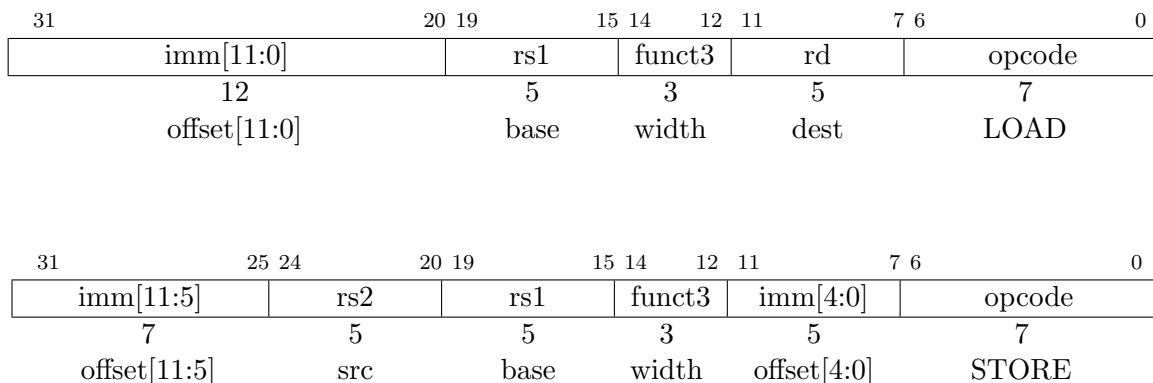 31 20 19 15 14 12 11 7 6 0
imm[11:0] rs1 funct3 rd opcode
12 5 3 5 7
offset[11:0] base width dest LOAD
31 25 24 20 19 15 14 12 11 7 6 0
imm[11:5] rs2 rs1 funct3 imm[4:0] opcode
7 5 5 3 5 7
offset[11:5] src base width offset[4:0] STORE